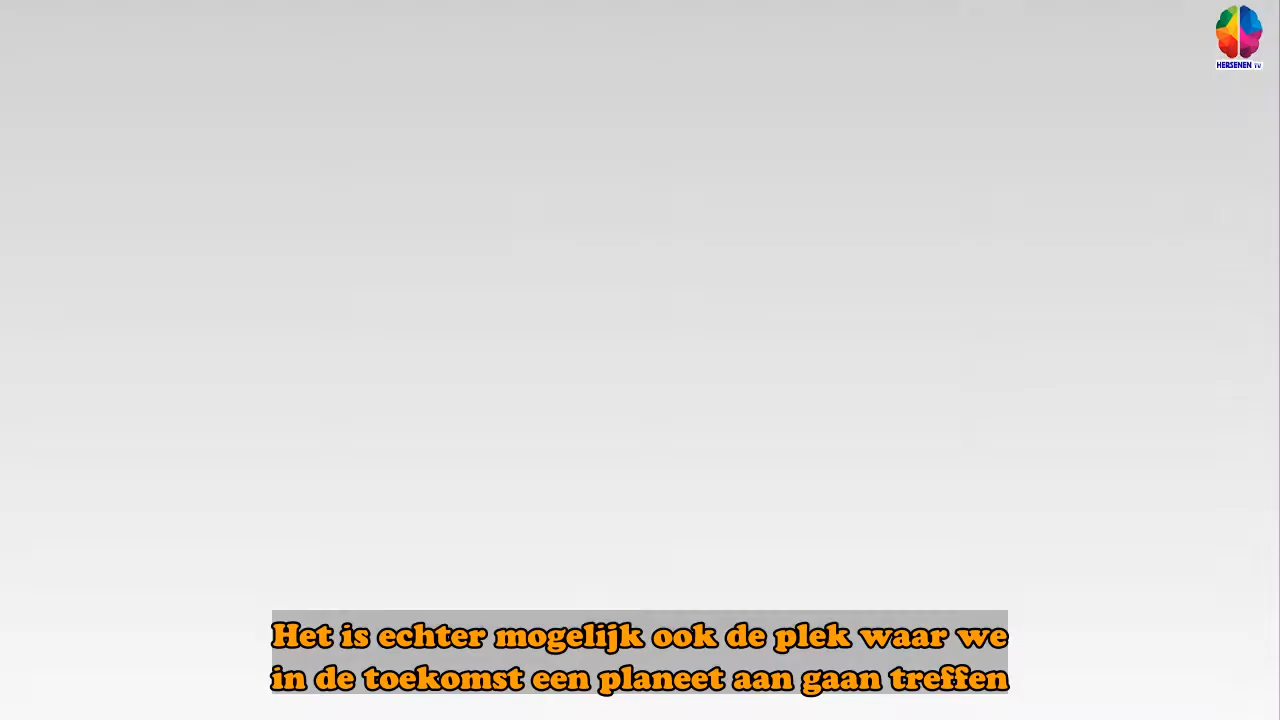 HERSENEN TV
Het is echter mogelijk ook de plek waar we
in de toekomst een planeet aan gaan treffen